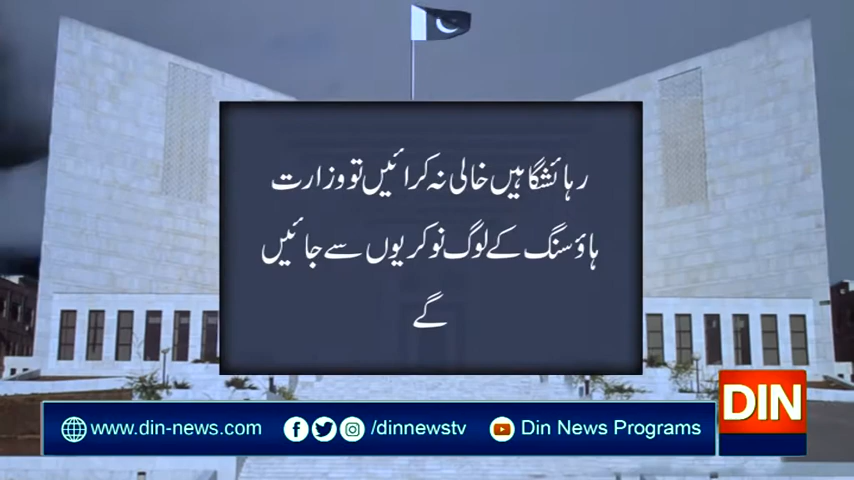 رہائشگاہیں خالی نہ کرائیں تو وزارت
ہاؤسنگ کے لوگ نوکریوں سے جائیں
گے
DIN
www.din-news.com
/dinnewstv
Din News Programs